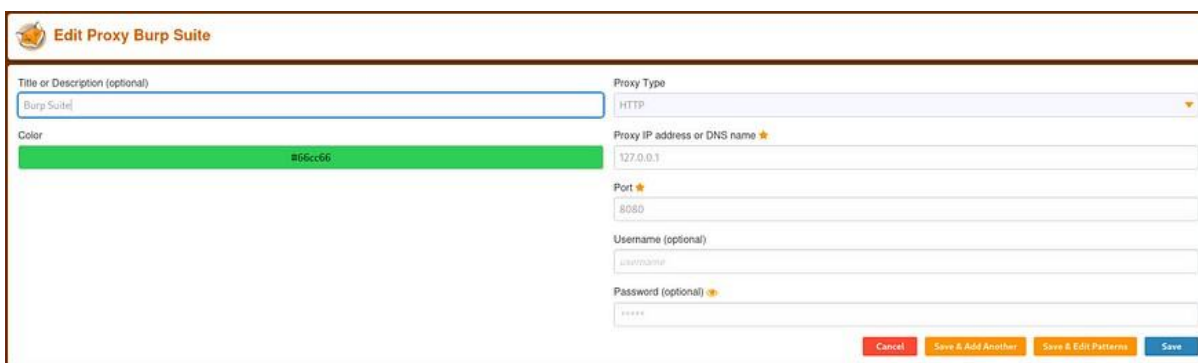 Edit Proxy Burp Suite
Title or Description (optional)
Burp Suite
Color
#66cc66
Proxy Type
HTTP
Proxy IP address or DNS name
127.0.0.1
Port
8080
Username (optional)
username
Password (optional)
*****
Cancel
Save & Add Another
Save & Edit Patterns
Save